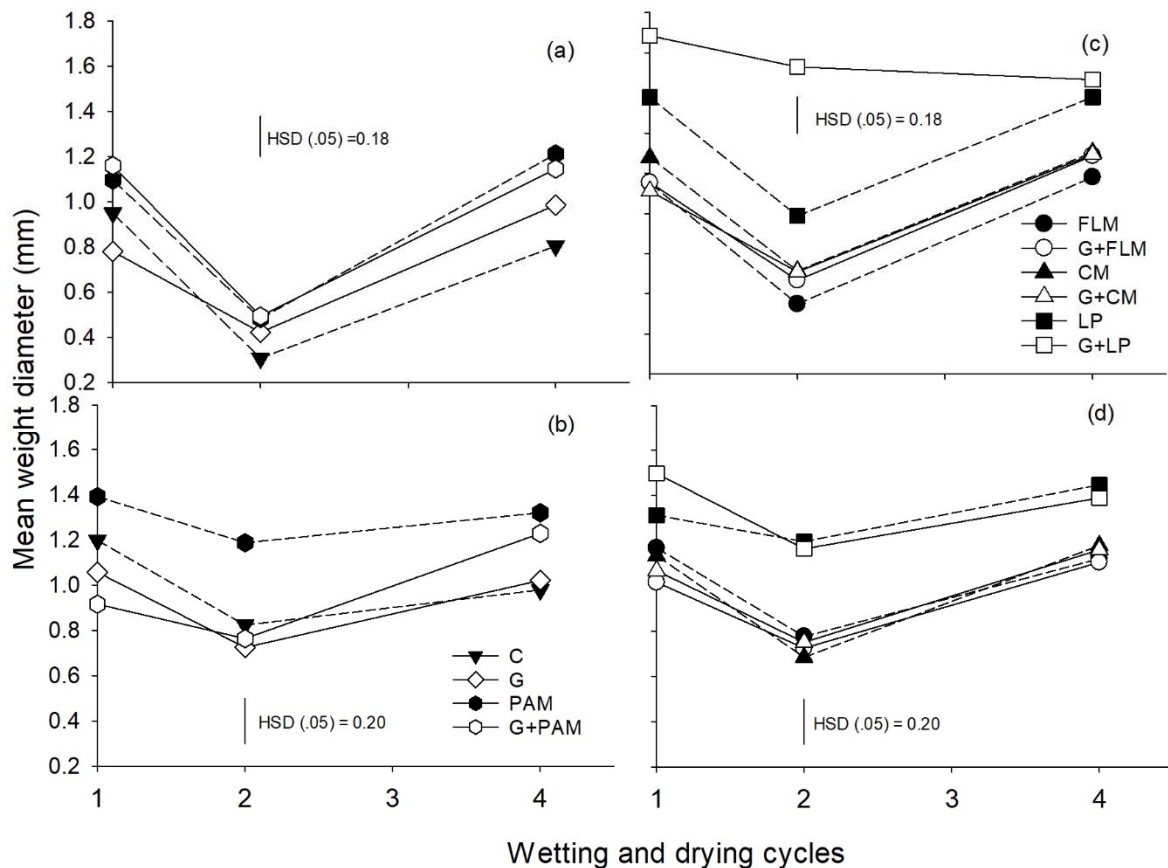 Mean weight diameter (mm)
1.8
1.6
1.4
1.2
1.0
0.8
0.6
0.4
0.2
(a)
HSD (.05) =0.18
(c)
HSD (.05) = 0.18
FLM
G+FLM
CM
G+CM
LP
G+LP
1.8
1.6
1.4
1.2
1.0
0.8
0.6
0.4
0.2
(b)
C
G
PAM
G+PAM
HSD (.05) = 0.20
1
2
3
4
(d)
HSD (.05) = 0.20
1
2
3
4
Wetting and drying cycles